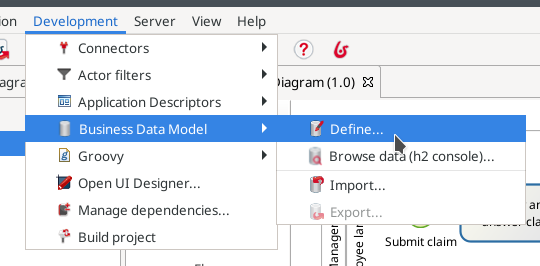 ion Development Server View Help
Connectors
Actor filters
Diagram (1.0)
Application Descriptors
Business Data Model
Define...
Groovy
Browse data (h2 console)...
Open UI Designer...
Import...
Manage dependencies...
Export...
Build project
Submit claim